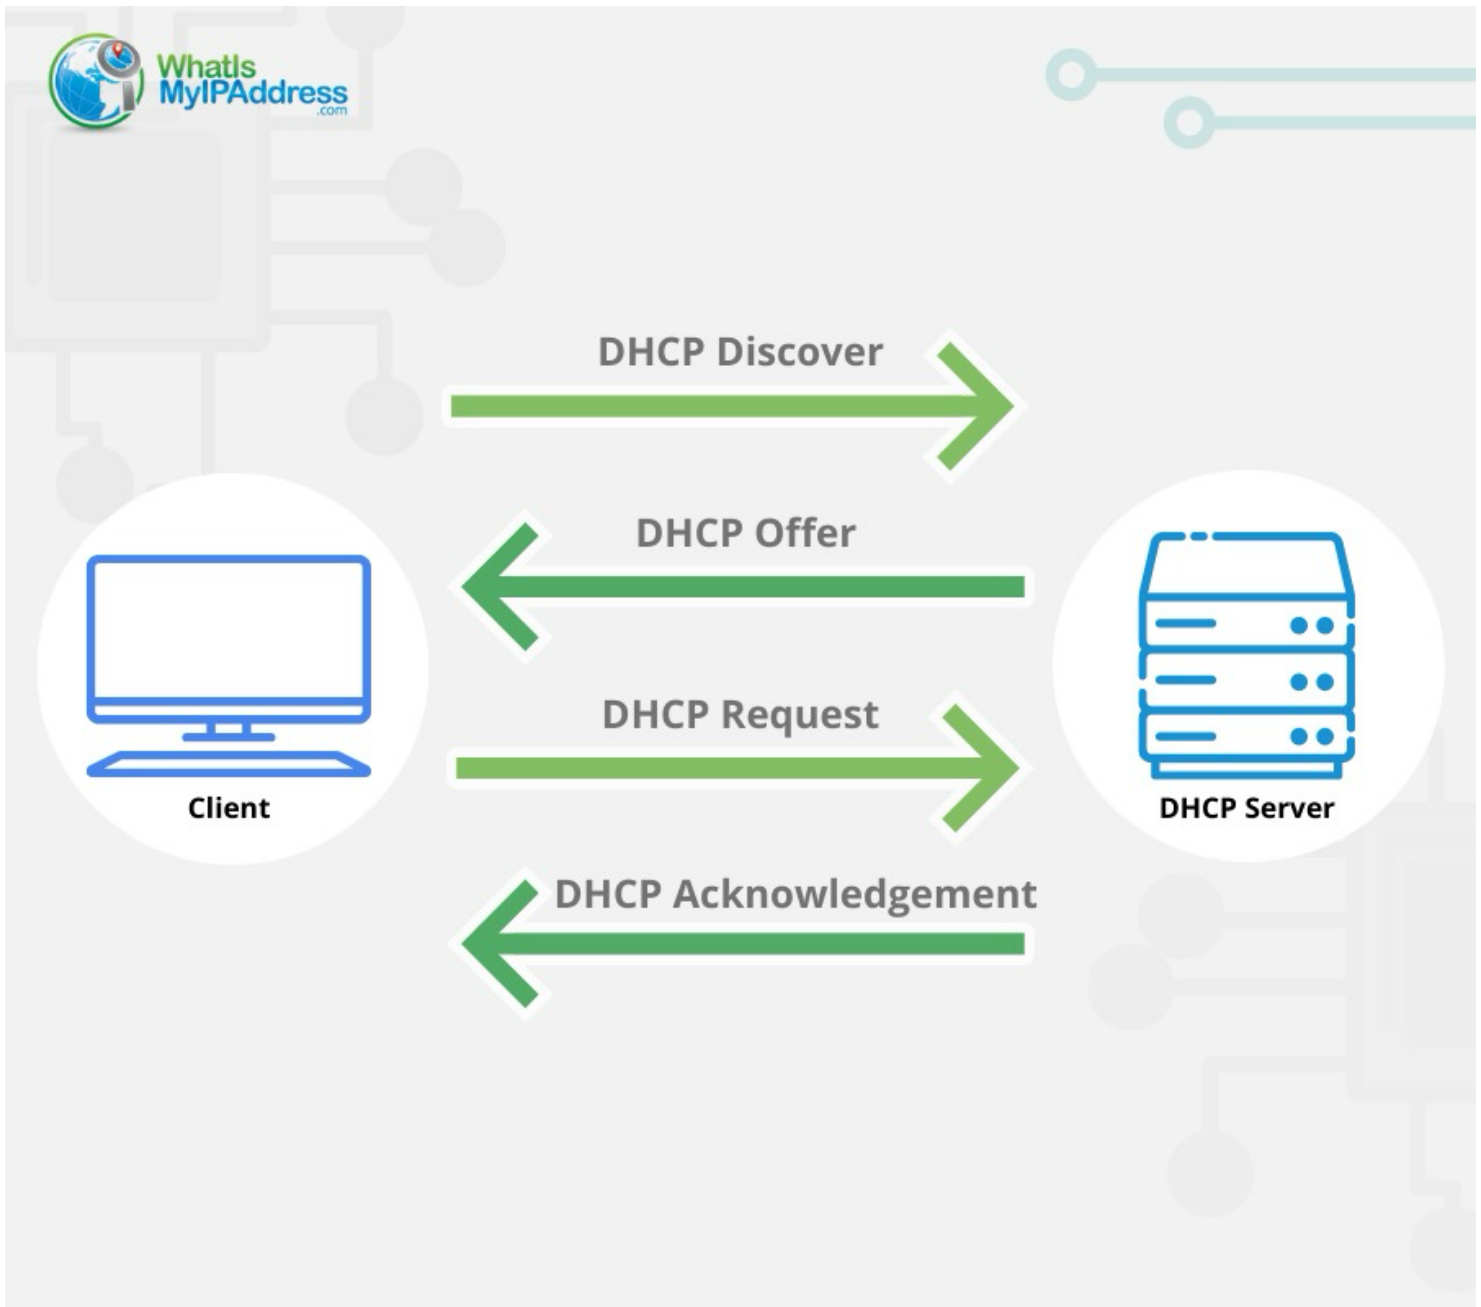 WhatIs
MyIPAddress
.com
DHCP Discover
DHCP Offer
DHCP Request
DHCP Acknowledgement
Client
DHCP Server